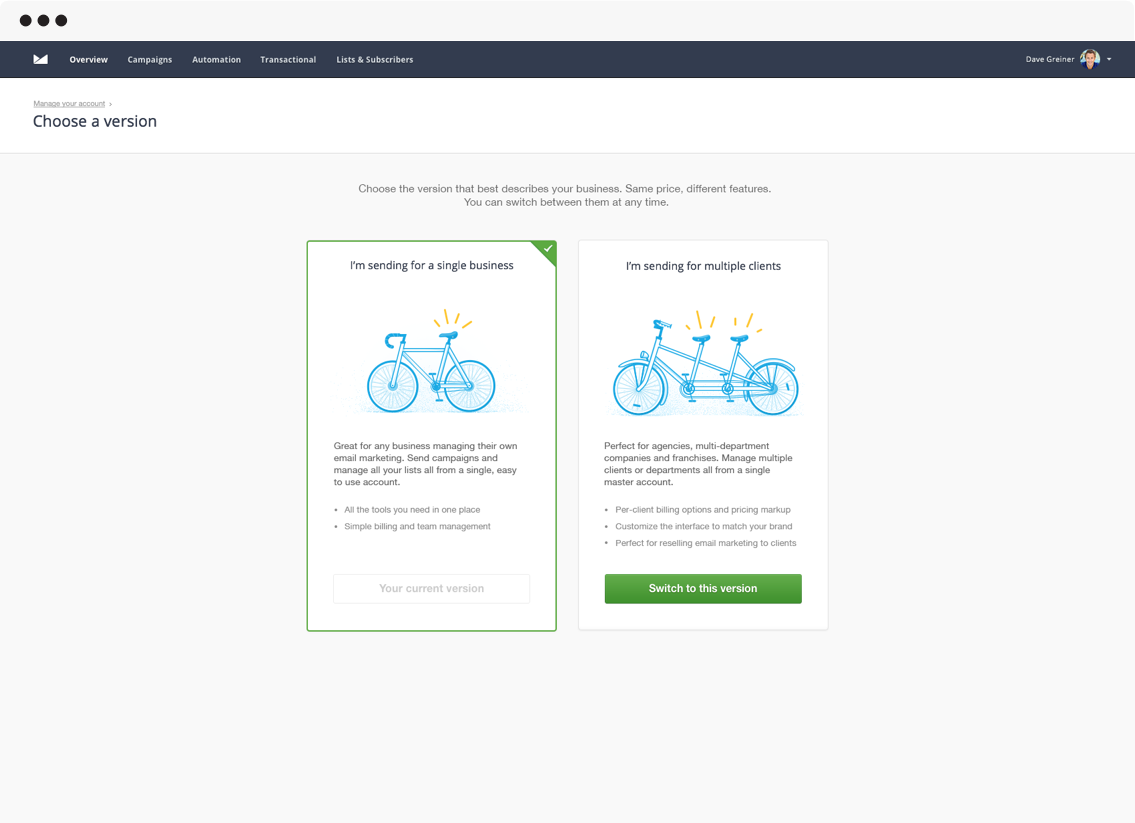 Overview Campaigns Automation Transactional Lists & Subscribers Dave Greiner
Manage your account ›
Choose a version
Choose the version that best describes your business. Same price, different features.
You can switch between them at any time.
I’m sending for a single business
Great for any business managing their own
email marketing. Send campaigns and
manage all your lists all from a single, easy
to use account.
• All the tools you need in one place
• Simple billing and team management
Your current version
I’m sending for multiple clients
Perfect for agencies, multi-department
companies and franchises. Manage multiple
clients or departments all from a single
master account.
• Per-client billing options and pricing markup
• Customize the interface to match your brand
• Perfect for reselling email marketing to clients
Switch to this version